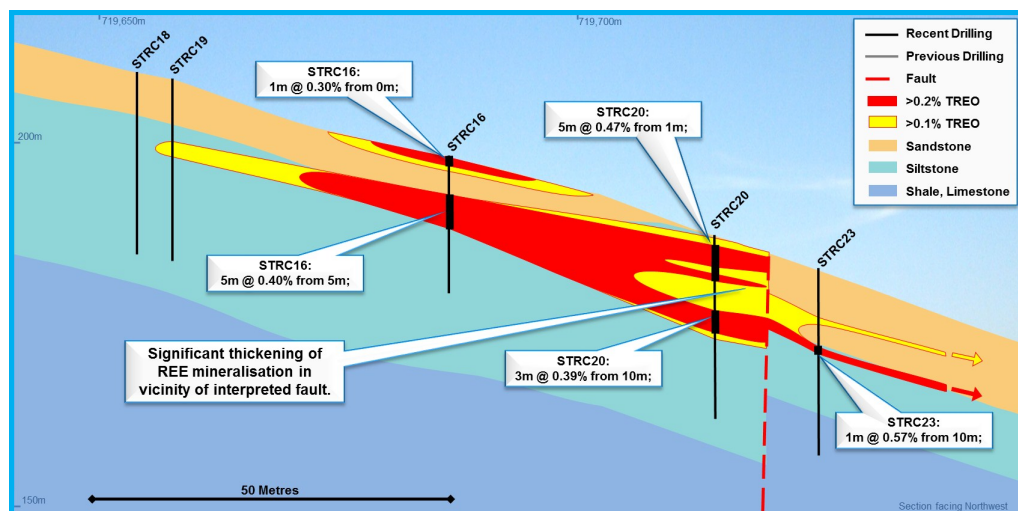 719,650m
719,700m
STRC18
STRC19
STRC16:
1m @ 0.30% from 0m;
STRC16
STRC20:
5m @ 0.47% from 1m;
STRC20
STRC23
Recent Drilling
Previous Drilling
Fault
>0.2% TREO
>0.1% TREO
Sandstone
Siltstone
Shale, Limestone
200m
STRC16:
5m @ 0.40% from 5m;
Significant thickening of
REE mineralisation in
vicinity of interpreted fault.
STRC20:
3m @ 0.39% from 10m;
STRC23:
1m @ 0.57% from 10m;
50 Metres
150m
Section facing Northwest